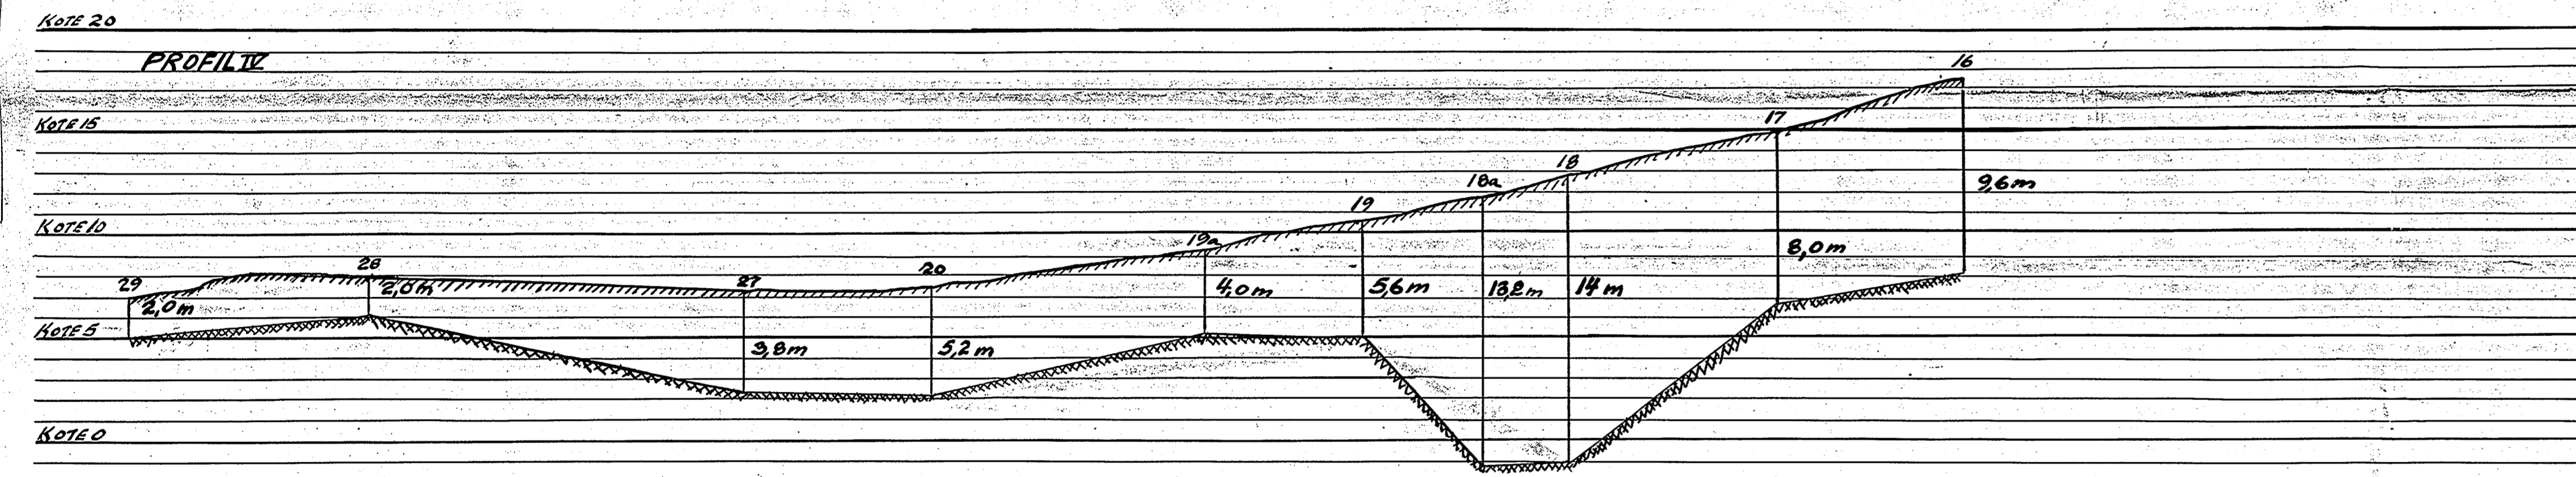 KOTE 20
PROFIL IV
16
KOTE 15
17
18
18a
9,6m
19
KOTE 10
19a
8,0m
28
20
29
27
2,0m
2,0m
4,0m
5,6m
13,2m
14m
KOTE 5
3,8m
5,2m
KOTE 0